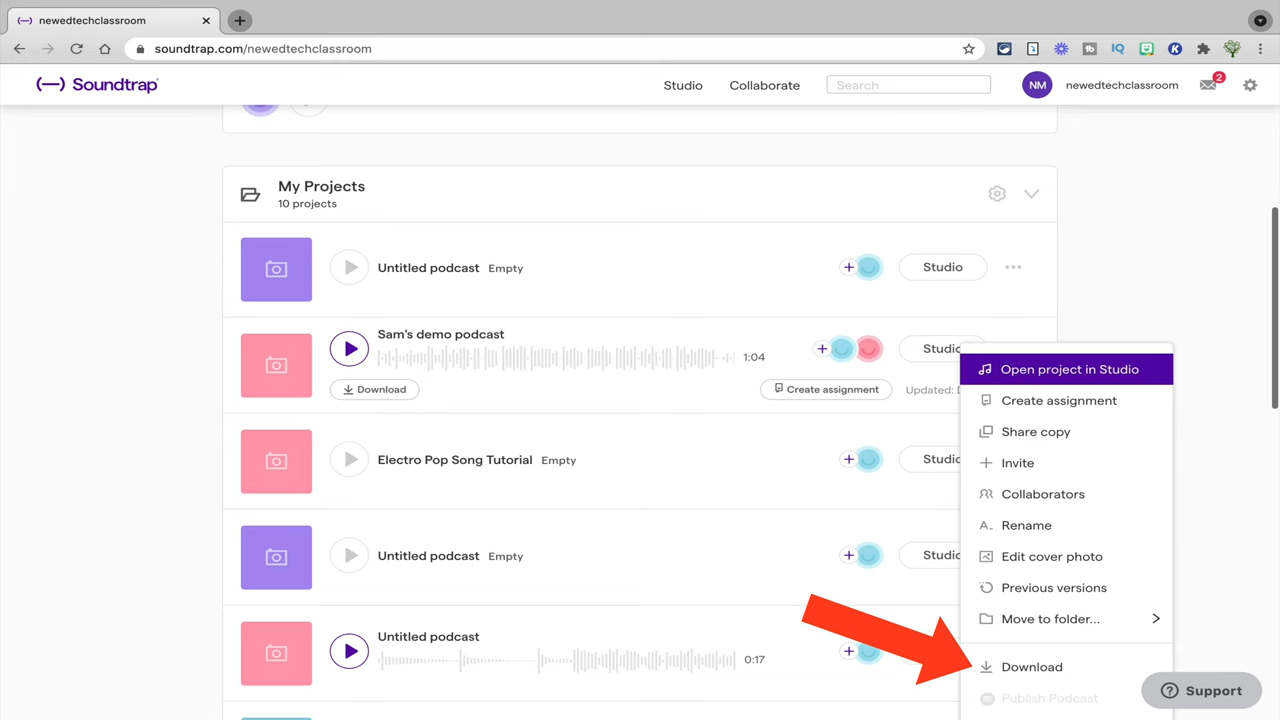 newedtechclassroom
soundtrap.com/newedtechclassroom
Soundtrap
Studio
Collaborate
Search
NM
newedtechclassroom
2
My Projects
10 projects
Untitled podcast Empty
Studio
Sam's demo podcast
1:04
Studio
Download
Create assignment
Updated:
Electro Pop Song Tutorial Empty
Studio
Untitled podcast Empty
Studio
Untitled podcast
0:17
Open project in Studio
Create assignment
Share copy
Invite
Collaborators
A.. Rename
Edit cover photo
Previous versions
Move to folder...
Download
Publish Podcast
Support